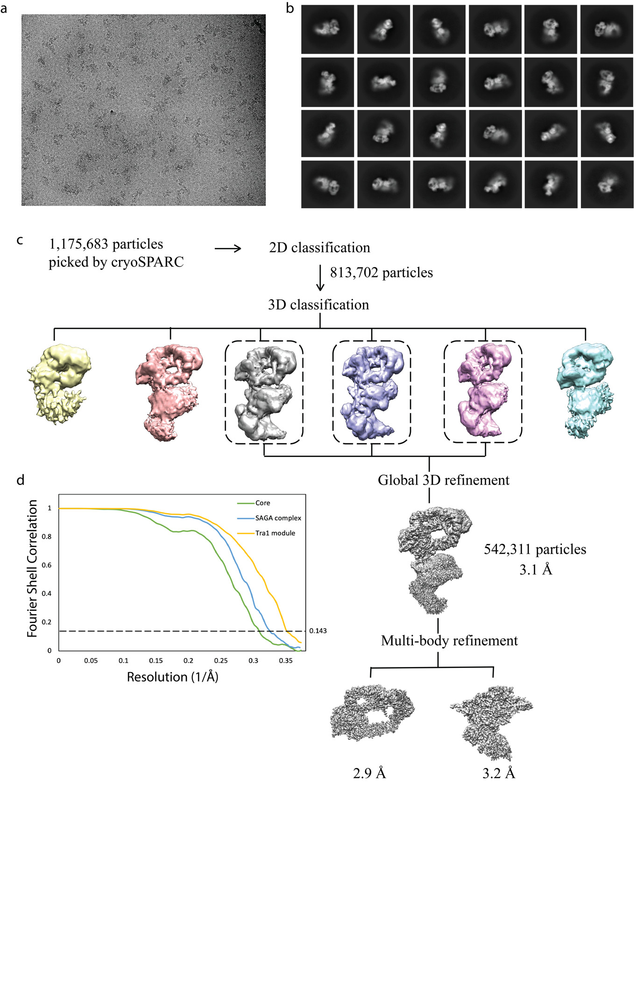 a
b
c
1,175,683 particles
picked by cryoSPARC
2D classification
813,702 particles
3D classification
Global 3D refinement
542,311 particles
3.1 Å
Multi-body refinement
2.9 Å
3.2 Å
d
Fourier Shell Correlation
1
0.8
0.6
0.4
0.2
0
Core
SAGA complex
Tra1 module
0.143
0
0.05
0.1
0.15
0.2
0.25
0.3
0.35
Resolution (1/Å)